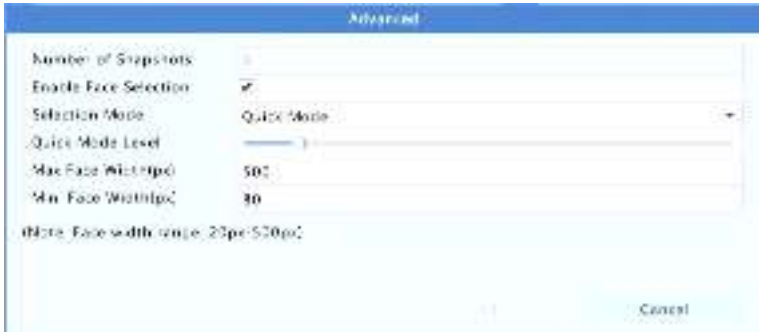 Advanced
Number of Snapshots
Enable Face Selection
Selection Mode Quick Mode
Quick Mode Level
Max Face Width(px) 500
Min. Face Width(px) 80
(Note: Face width range: 20px-500px)
Cancel